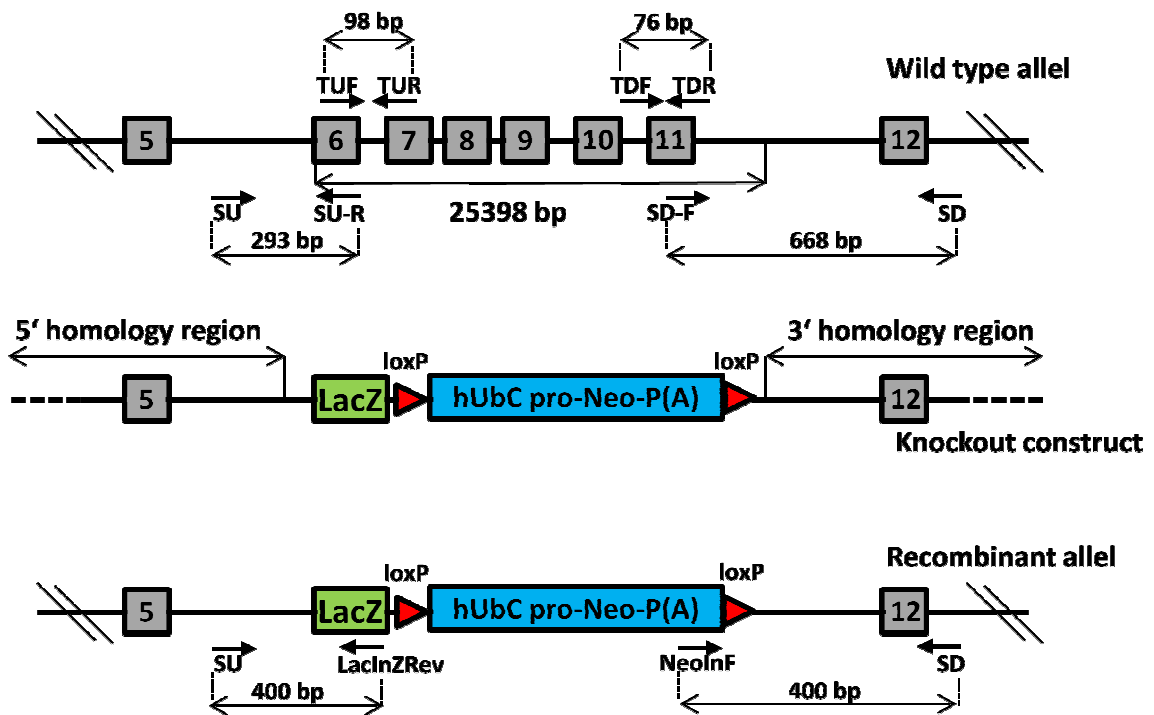 98 bp 76 bp
TUF TUR TDF TDR Wild type allel
5 6 7 8 9 10 11 12
SU SU-R 25398 bp SD-F SD
293 bp 668 bp
5‘ homology region 3‘ homology region
loxP loxP
5 LacZ hUbC pro-Neo-P(A) 12
Knockout construct
Recombinant allel
loxP loxP
5 LacZ hUbC pro-Neo-P(A) 12
SU LacInZRev NeoInF SD
400 bp 400 bp